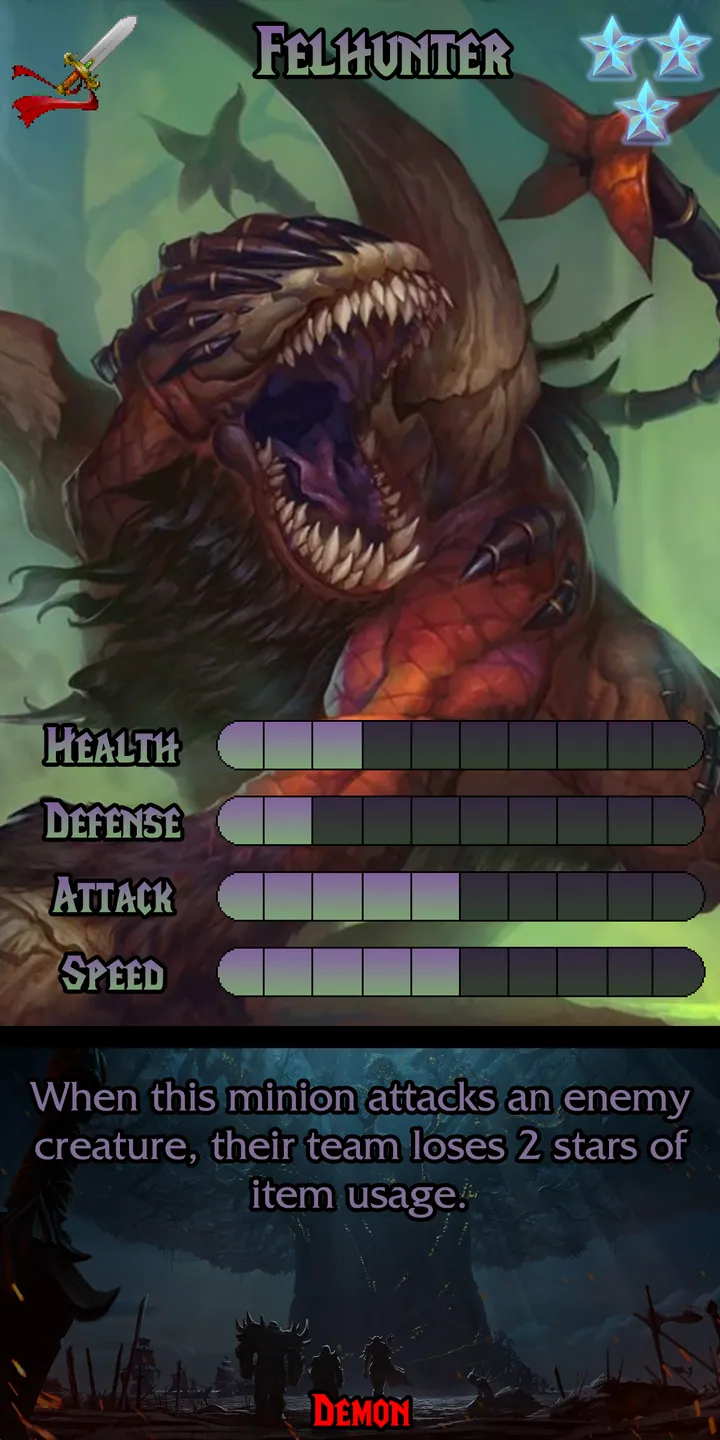 Felhunter
Health
Defense
Attack
Speed
When this minion attacks an enemy
creature, their team loses 2 stars of
item usage.
Demon